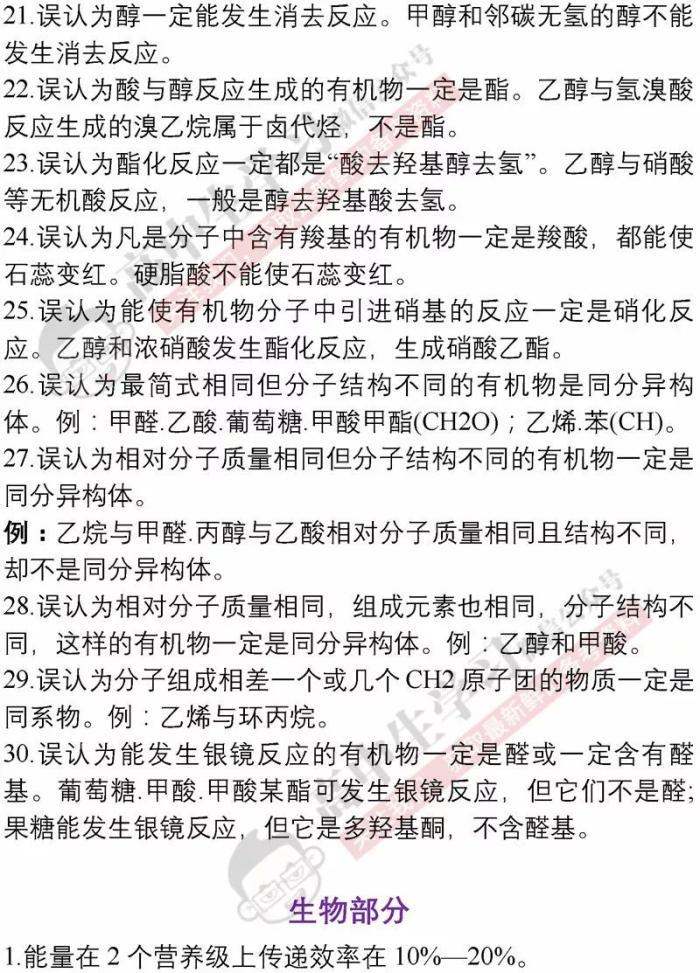 21.误认为醇一定能发生消去反应。甲醇和邻碳无氢的醇不能
发生消去反应。
22.误认为酸与醇反应生成的有机物一定是酯。乙醇与氢溴酸
反应生成的溴乙烷属于卤代烃，不是酯。
23.误认为酯化反应一定都是“酸去羟基醇去氢”。乙醇与硝酸
等无机酸反应，一般是醇去羟基酸去氢。
24.误认为凡是分子中含有羧基的有机物一定是羧酸，都能使
石蕊变红。硬脂酸不能使石蕊变红。
25.误认为能使有机物分子中引进硝基的反应一定是硝化反
应。乙醇和浓硝酸发生酯化反应，生成硝酸乙酯。
26.误认为最简式相同但分子结构不同的有机物是同分异构
体。例：甲醛.乙酸.葡萄糖.甲酸甲酯(CH2O)；乙烯.苯(CH)。
27.误认为相对分子质量相同但分子结构不同的有机物一定是
同分异构体。
例：乙烷与甲醛.丙醇与乙酸相对分子质量相同且结构不同，
却不是同分异构体。
28.误认为相对分子质量相同，组成元素也相同，分子结构不
同，这样的有机物一定是同分异构体。例：乙醇和甲酸。
29.误认为分子组成相差一个或几个CH2原子团的物质一定是
同系物。例：乙烯与环丙烷。
30.误认为能发生银镜反应的有机物一定是醛或一定含有醛
基。葡萄糖.甲酸.甲酸某酯可发生银镜反应，但它们不是醛;
果糖能发生银镜反应，但它是多羟基酮，不含醛基。
生物部分
1.能量在2个营养级上传递效率在10%—20%。